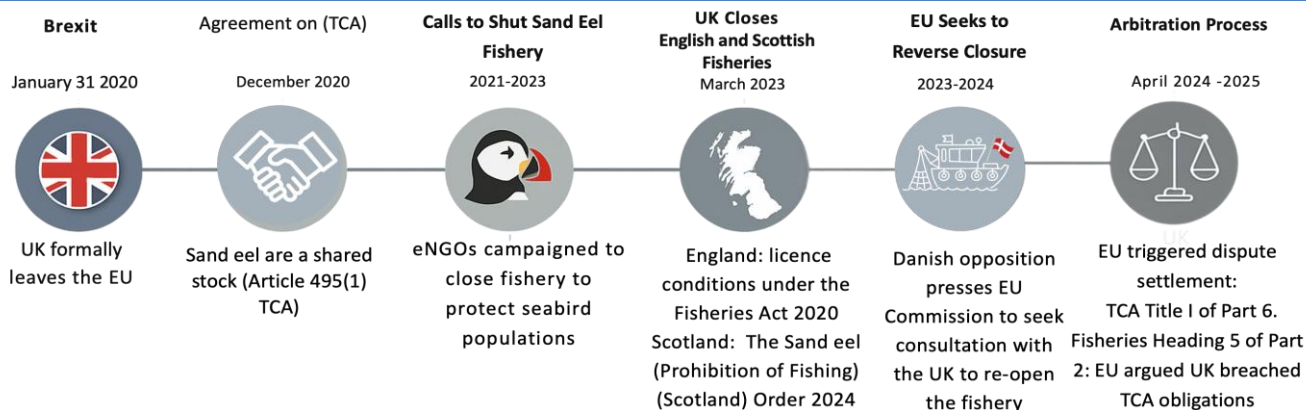 Brexit
January 31 2020
UK formally
leaves the EU
Agreement on (TCA)
December 2020
Sand eel are a shared
stock (Article 495(1)
TCA)
Calls to Shut Sand Eel
Fishery
2021-2023
eNGOs campaigned to
close fishery to
protect seabird
populations
UK Closes
English and Scottish
Fisheries
March 2023
England: licence
conditions under the
Fisheries Act 2020
Scotland: The Sand eel
(Prohibition of Fishing)
(Scotland) Order 2024
EU Seeks to
Reverse Closure
2023-2024
Danish opposition
presses EU
Commission to seek
consultation with
the UK to re-open
the fishery
Arbitration Process
April 2024 -2025
UK
EU triggered dispute
settlement:
TCA Title I of Part 6.
Fisheries Heading 5 of Part
2: EU argued UK breached
TCA obligations